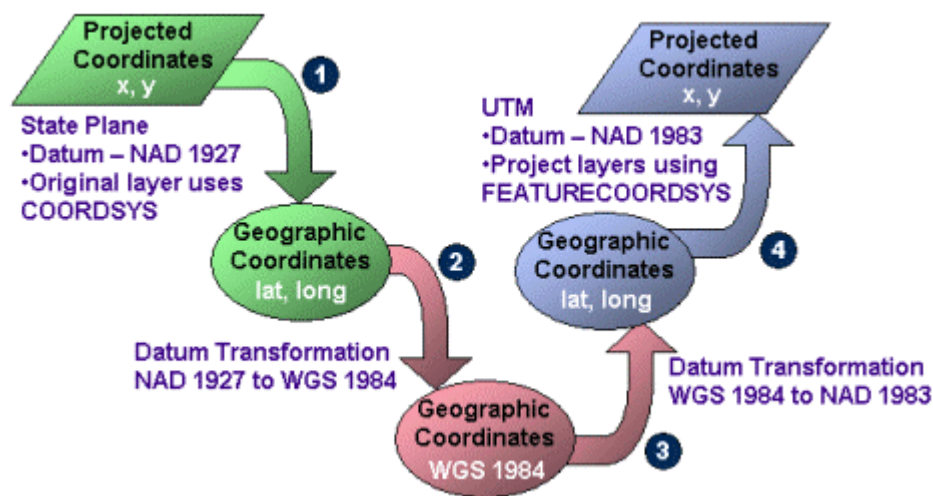 Projected
Coordinates
x, y
1
State Plane
•Datum – NAD 1927
•Original layer uses
COORDSYS
Geographic
Coordinates
lat, long
2
Datum Transformation
NAD 1927 to WGS 1984
Geographic
Coordinates
WGS 1984
3
Datum Transformation
WGS 1984 to NAD 1983
Geographic
Coordinates
lat, long
4
UTM
•Datum – NAD 1983
•Project layers using
FEATURECOORDSYS
Projected
Coordinates
x, y